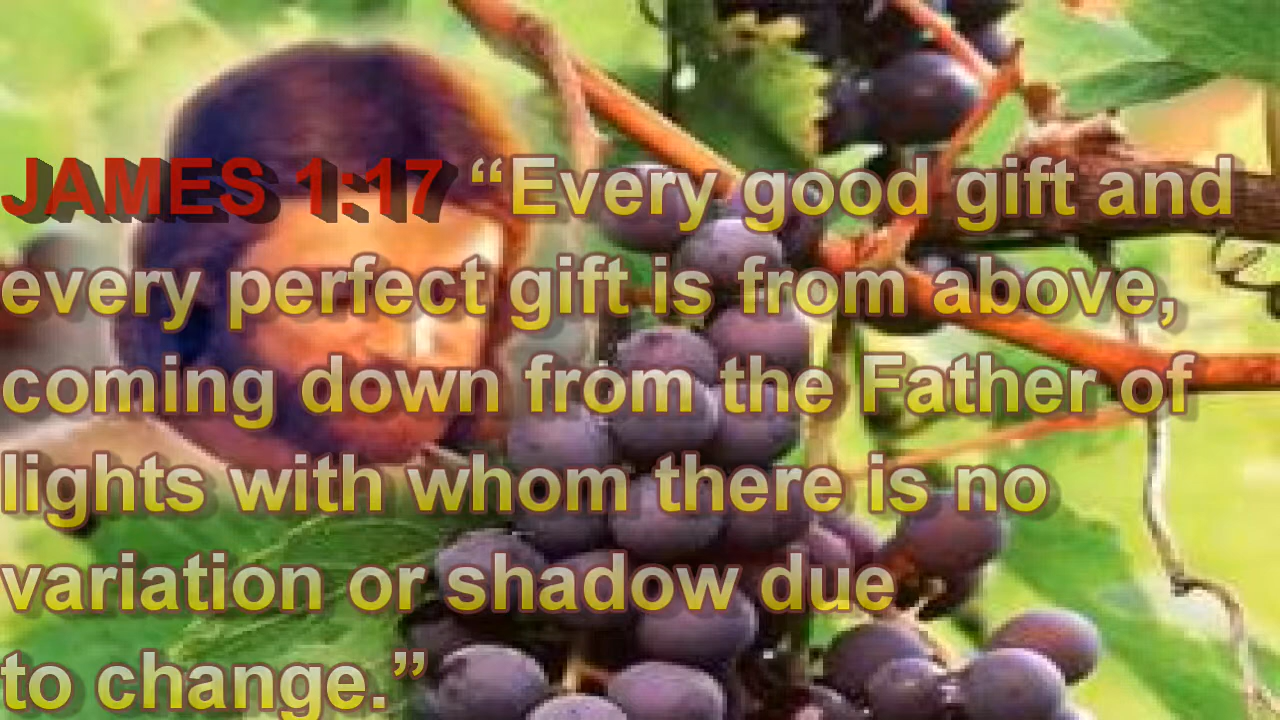 JAMES 1:17 “Every good gift and
every perfect gift is from above,
coming down from the Father of
lights with whom there is no
variation or shadow due
to change.”